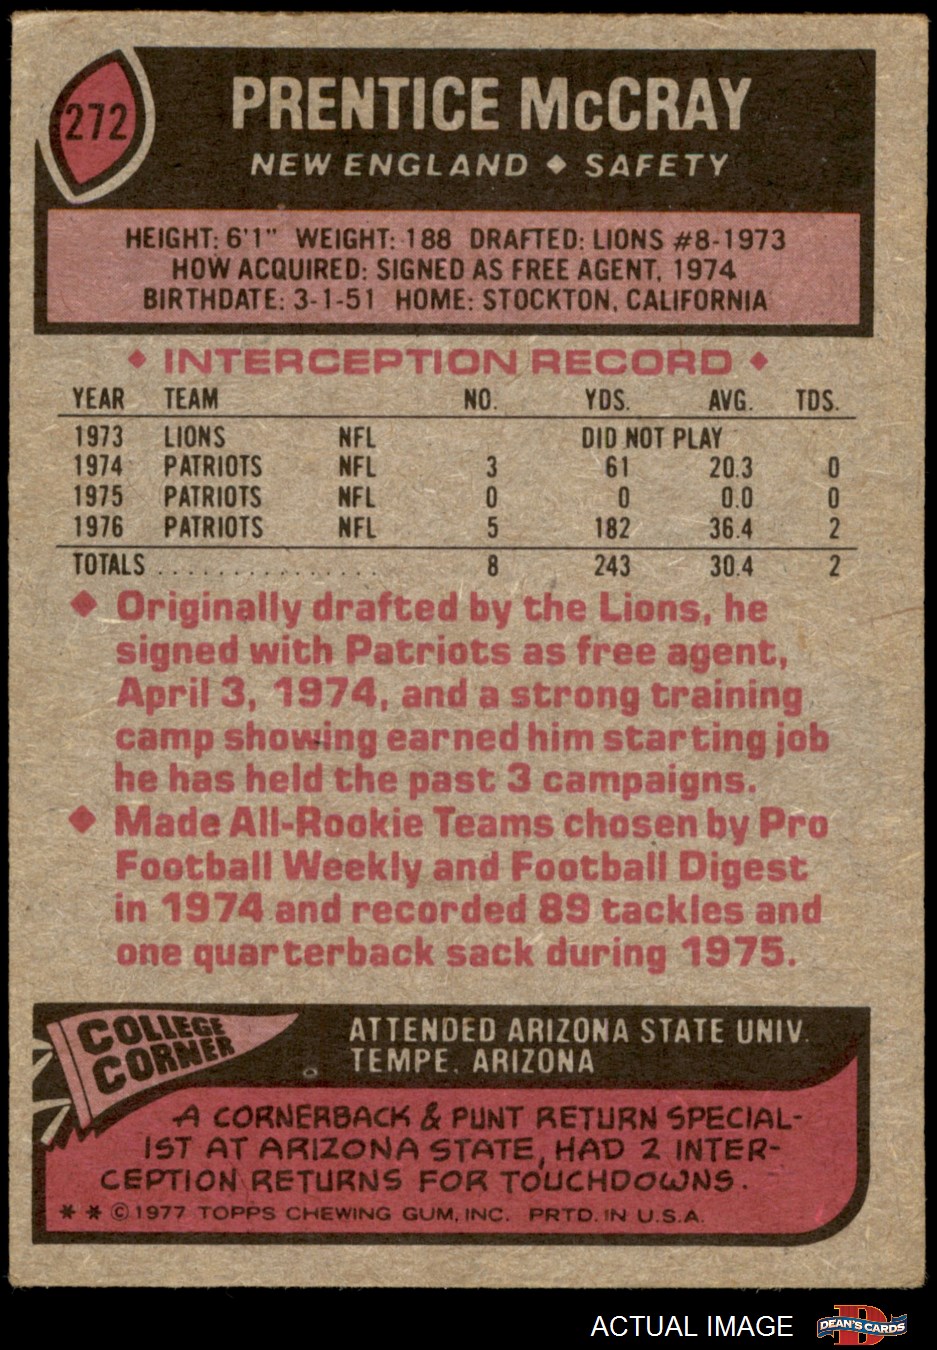 272
PRENTICE McCRAY
NEW ENGLAND ◆ SAFETY
HEIGHT: 6'1" WEIGHT: 188 DRAFTED: LIONS #8-1973
HOW ACQUIRED: SIGNED AS FREE AGENT, 1974
BIRTHDATE: 3-1-51 HOME: STOCKTON, CALIFORNIA
◆ INTERCEPTION RECORD ◆
YEAR TEAM NO. YDS. AVG. TDS.
1973 LIONS NFL DID NOT PLAY
1974 PATRIOTS NFL 3 61 20.3 0
1975 PATRIOTS NFL 0 0 0.0 0
1976 PATRIOTS NFL 5 182 36.4 2
TOTALS . . . . . . . . . . . . 8 243 30.4 2
◆ Originally drafted by the Lions, he
signed with Patriots as free agent,
April 3, 1974, and a strong training
camp showing earned him starting job
he has held the past 3 campaigns.
◆ Made All-Rookie Teams chosen by Pro
Football Weekly and Football Digest
in 1974 and recorded 89 tackles and
one quarterback sack during 1975.
COLLEGE
CORNER
ATTENDED ARIZONA STATE UNIV.
TEMPE, ARIZONA
A CORNERBACK & PUNT RETURN SPECIAL-
IST AT ARIZONA STATE, HAD 2 INTER-
CEPTION RETURNS FOR TOUCHDOWNS.
* * © 1977 TOPPS CHEWING GUM, INC. PRTD. IN U.S.A.
ACTUAL IMAGE
D
DEAN'S CARDS